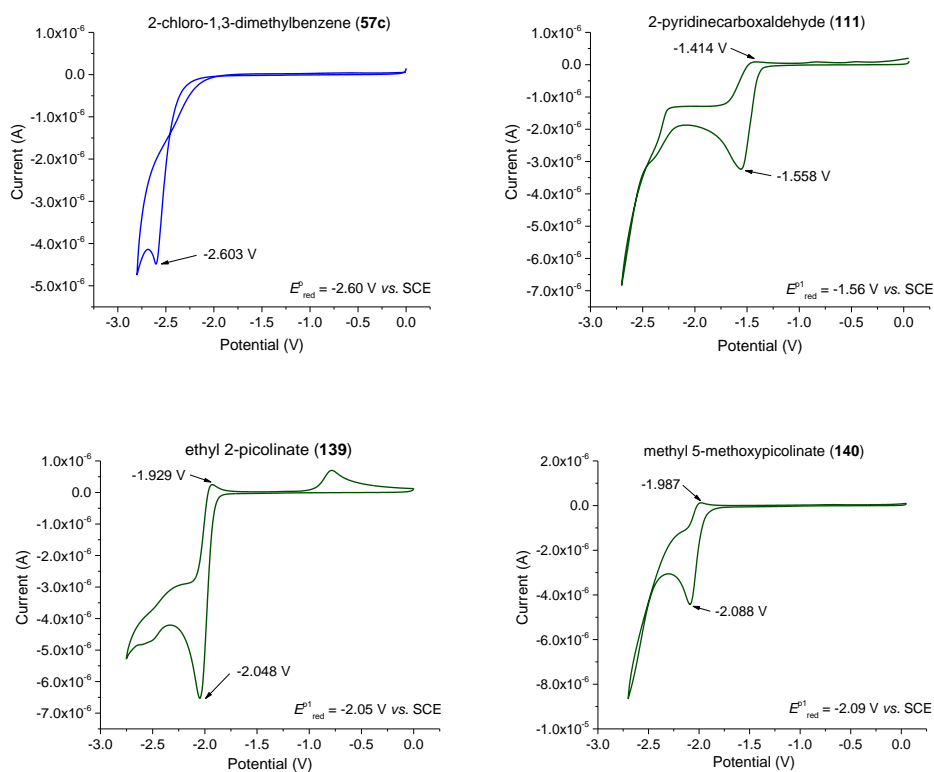 2-chloro-1,3-dimethylbenzene (57c)
1.0x10⁻⁶
0.0
-1.0x10⁻⁶
-2.0x10⁻⁶
-3.0x10⁻⁶
-4.0x10⁻⁶
-5.0x10⁻⁶
Current (A)
-2.603 V
Eᵖred = -2.60 V vs. SCE
-3.0 -2.5 -2.0 -1.5 -1.0 -0.5 0.0
Potential (V)
2-pyridinecarboxaldehyde (111)
1.0x10⁻⁶
0.0
-1.0x10⁻⁶
-2.0x10⁻⁶
-3.0x10⁻⁶
-4.0x10⁻⁶
-5.0x10⁻⁶
-6.0x10⁻⁶
-7.0x10⁻⁶
Current (A)
-1.414 V
-1.558 V
Eᵖ¹red = -1.56 V vs. SCE
-3.0 -2.5 -2.0 -1.5 -1.0 -0.5 0.0
Potential (V)
ethyl 2-picolinate (139)
1.0x10⁻⁶
0.0
-1.0x10⁻⁶
-2.0x10⁻⁶
-3.0x10⁻⁶
-4.0x10⁻⁶
-5.0x10⁻⁶
-6.0x10⁻⁶
-7.0x10⁻⁶
Current (A)
-1.929 V
-2.048 V
Eᵖ¹red = -2.05 V vs. SCE
-3.0 -2.5 -2.0 -1.5 -1.0 -0.5 0.0
Potential (V)
methyl 5-methoxypicolinate (140)
2.0x10⁻⁶
0.0
-2.0x10⁻⁶
-4.0x10⁻⁶
-6.0x10⁻⁶
-8.0x10⁻⁶
-1.0x10⁻⁵
Current (A)
-1.987
-2.088 V
Eᵖ¹red = -2.09 V vs. SCE
-3.0 -2.5 -2.0 -1.5 -1.0 -0.5 0.0
Potential (V)